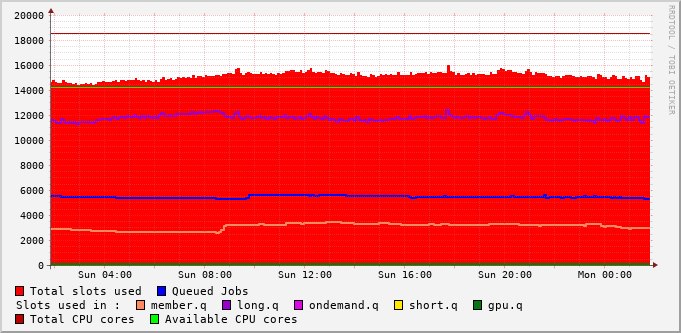 20000
18000
16000
14000
12000
10000
8000
6000
4000
2000
0
Sun 04:00 Sun 08:00 Sun 12:00 Sun 16:00 Sun 20:00 Mon 00:00
Total slots used Queued Jobs
Slots used in : member.q long.q ondemand.q short.q gpu.q
Total CPU cores Available CPU cores
RRDTOOL / TOBI OETIKER